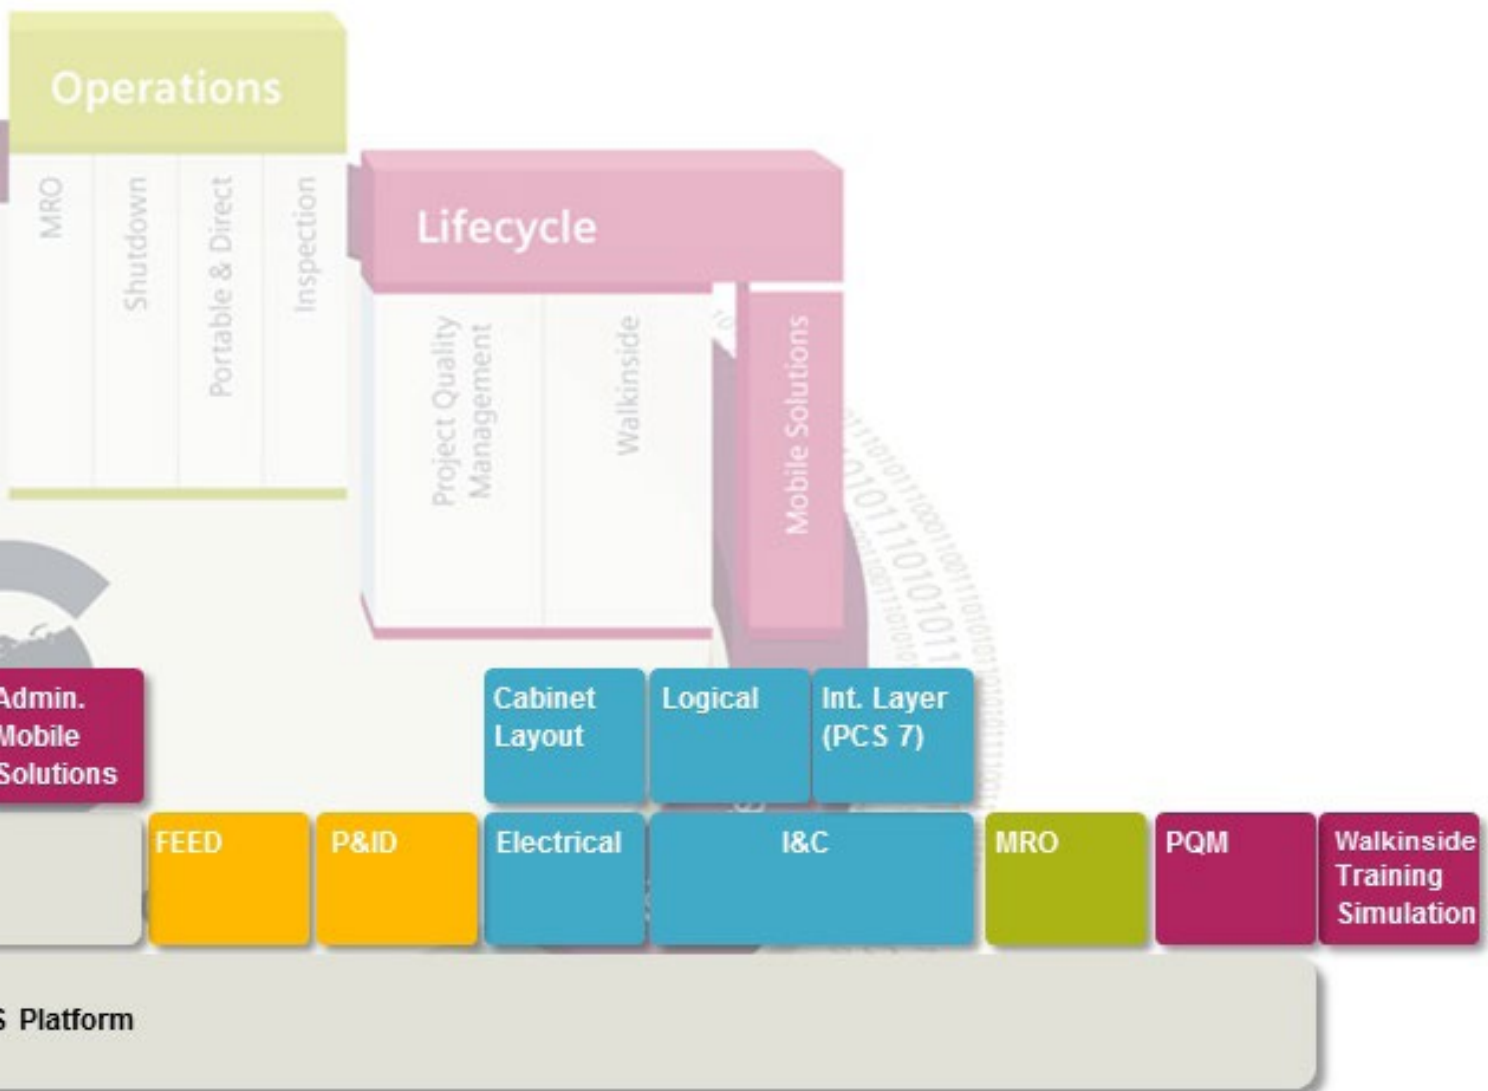 Operations
MRO
Shutdown
Portable & Direct
Inspection
Lifecycle
Project Quality
Management
Walkinside
Mobile Solutions
Admin.
Mobile
Solutions
Cabinet
Layout
Logical
Int. Layer
(PCS 7)
FEED
P&ID
Electrical
I&C
MRO
PQM
Walkinside
Training
Simulation
S Platform